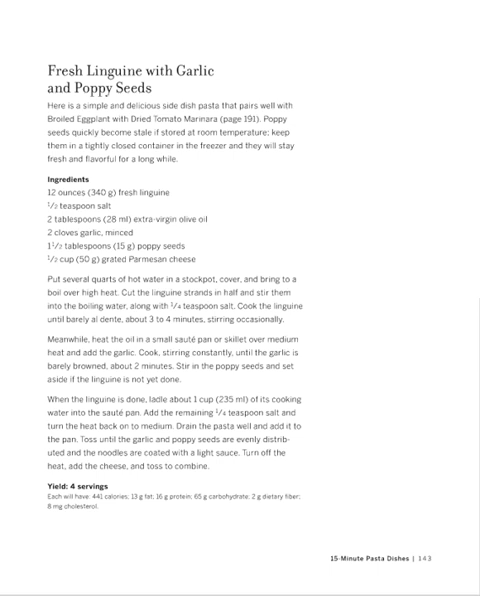 Fresh Linguine with Garlic
and Poppy Seeds
Here is a simple and delicious side dish pasta that pairs well with
Broiled Eggplant with Dried Tomato Marinara (page 191). Poppy
seeds quickly become stale if stored at room temperature; keep
them in a tightly closed container in the freezer and they will stay
fresh and flavorful for a long while.
Ingredients
12 ounces (340 g) fresh linguine
1/2 teaspoon salt
2 tablespoons (28 ml) extra-virgin olive oil
2 cloves garlic, minced
1 1/2 tablespoons (15 g) poppy seeds
1/2 cup (50 g) grated Parmesan cheese
Put several quarts of hot water in a stockpot, cover, and bring to a
boil over high heat. Cut the linguine strands in half and stir them
into the boiling water, along with 1/4 teaspoon salt. Cook the linguine
until barely al dente, about 3 to 4 minutes, stirring occasionally.
Meanwhile, heat the oil in a small sauté pan or skillet over medium
heat and add the garlic. Cook, stirring constantly, until the garlic is
barely browned, about 2 minutes. Stir in the poppy seeds and set
aside if the linguine is not yet done.
When the linguine is done, ladle about 1 cup (235 ml) of its cooking
water into the sauté pan. Add the remaining 1/4 teaspoon salt and
turn the heat back on to medium. Drain the pasta well and add it to
the pan. Toss until the garlic and poppy seeds are evenly distrib-
uted and the noodles are coated with a light sauce. Turn off the
heat, add the cheese, and toss to combine.
Yield: 4 servings
Each will have: 441 calories; 13 g fat; 16 g protein; 65 g carbohydrate; 2 g dietary fiber;
8 mg cholesterol.
15-Minute Pasta Dishes | 143